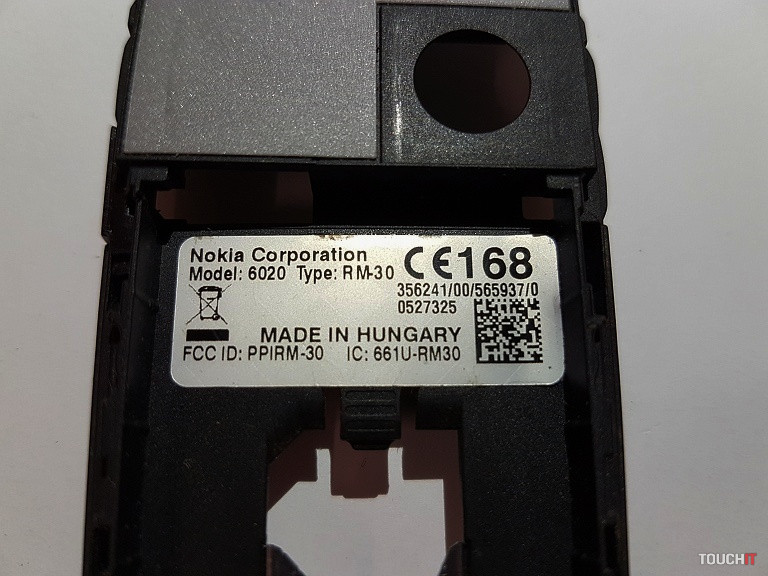 Nokia Corporation
Model: 6020 Type: RM-30
CE168
356241/00/565937/0
0527325
MADE IN HUNGARY
FCC ID: PPIRM-30 IC: 661U-RM30
TOUCHIT